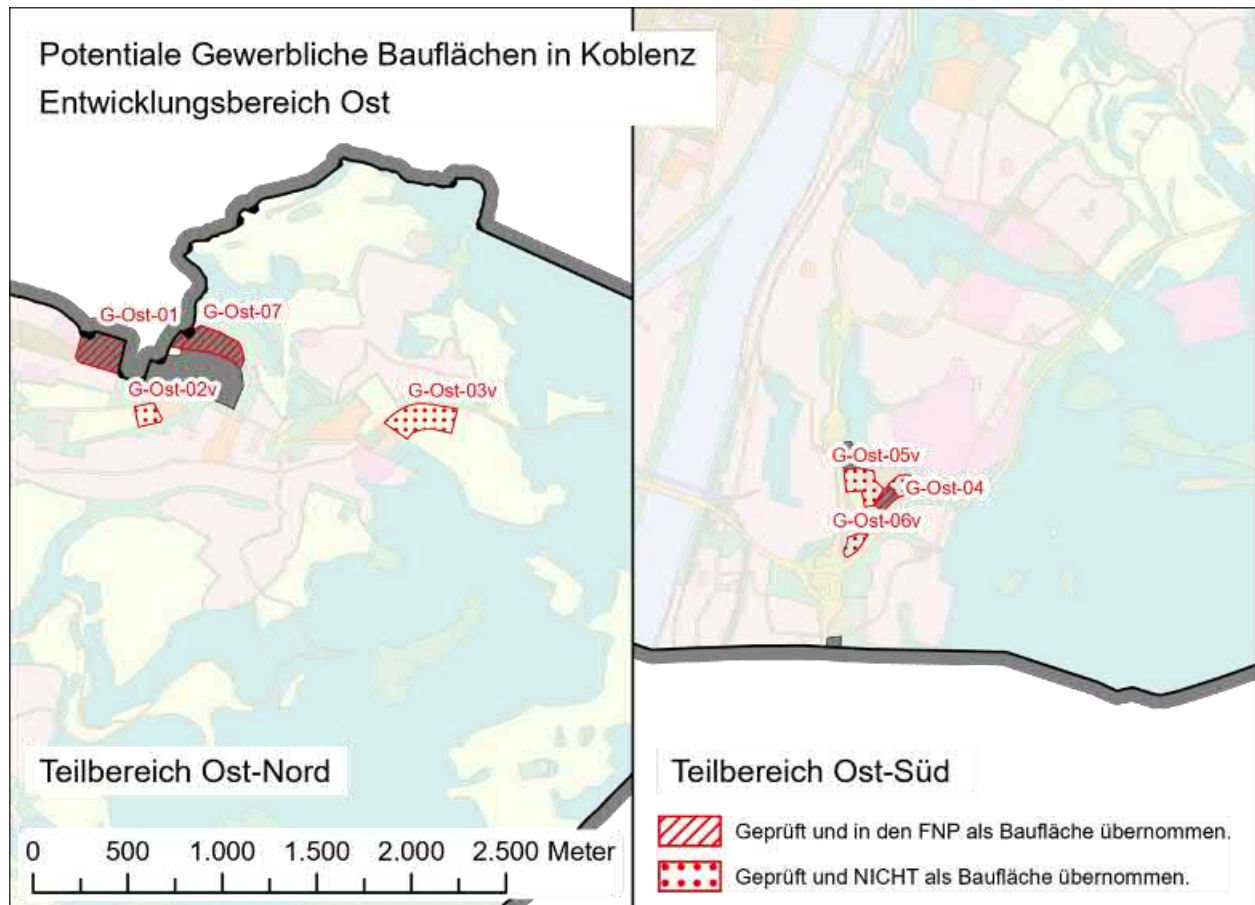 Potentiale Gewerbliche Bauflächen in Koblenz
Entwicklungsbereich Ost
G-Ost-01
G-Ost-07
G-Ost-02v
G-Ost-03v
G-Ost-05v
G-Ost-04
G-Ost-06v
Teilbereich Ost-Nord
0 500 1.000 1.500 2.000 2.500 Meter
Teilbereich Ost-Süd
Geprüft und in den FNP als Baufläche übernommen.
Geprüft und NICHT als Baufläche übernommen.